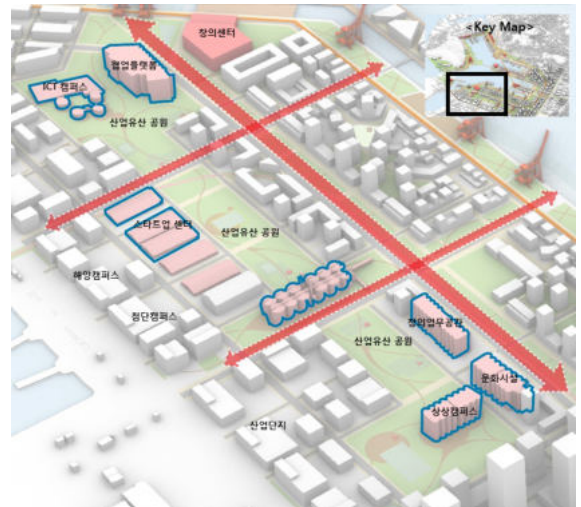 <Key Map>
창의센터
협업플랫폼
ICT 캠퍼스
산업유산 공원
스타트업 센터
산업유산 공원
해양캠퍼스
첨단캠퍼스
창의업무공간
산업유산 공원
문화시설
상상캠퍼스
산업단지